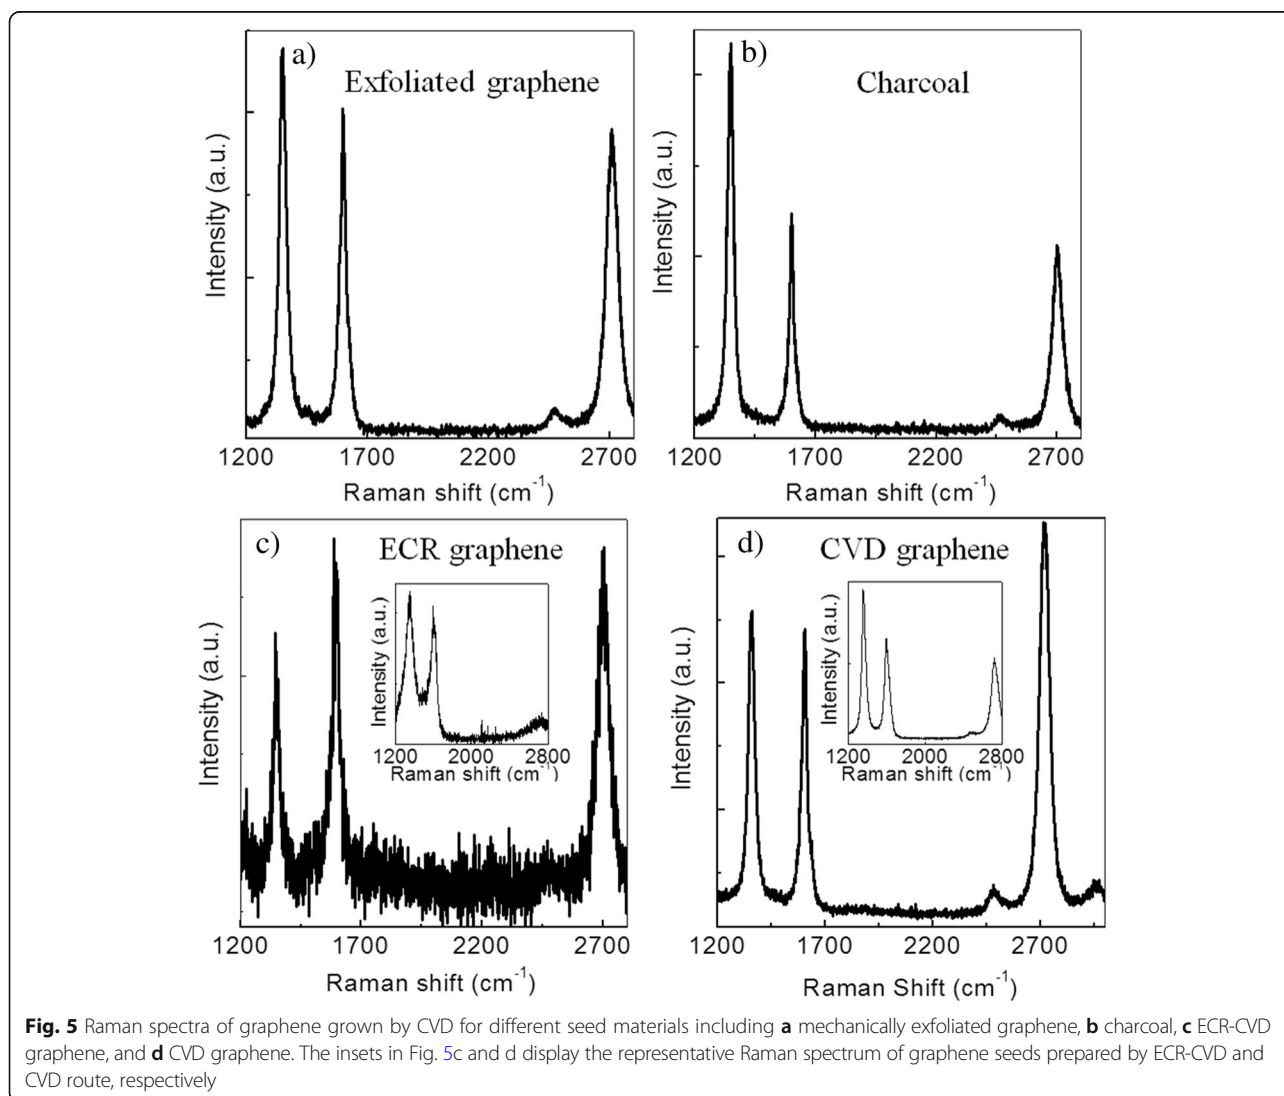 a)
Exfoliated graphene
Intensity (a.u.)
1200 1700 2200 2700
Raman shift (cm-1)
b)
Charcoal
Intensity (a.u.)
1200 1700 2200 2700
Raman shift (cm-1)
c)
ECR graphene
Intensity (a.u.)
Intensity (a.u.)
1200 2000 2800
Raman shift (cm-1)
1200 1700 2200 2700
Raman shift (cm-1)
d)
CVD graphene
Intensity (a.u.)
Intensity (a.u.)
1200 2000 2800
Raman shift (cm-1)
1200 1700 2200 2700
Raman Shift (cm-1)
Fig. 5 Raman spectra of graphene grown by CVD for different seed materials including a mechanically exfoliated graphene, b charcoal, c ECR-CVD
graphene, and d CVD graphene. The insets in Fig. 5c and d display the representative Raman spectrum of graphene seeds prepared by ECR-CVD and
CVD route, respectively